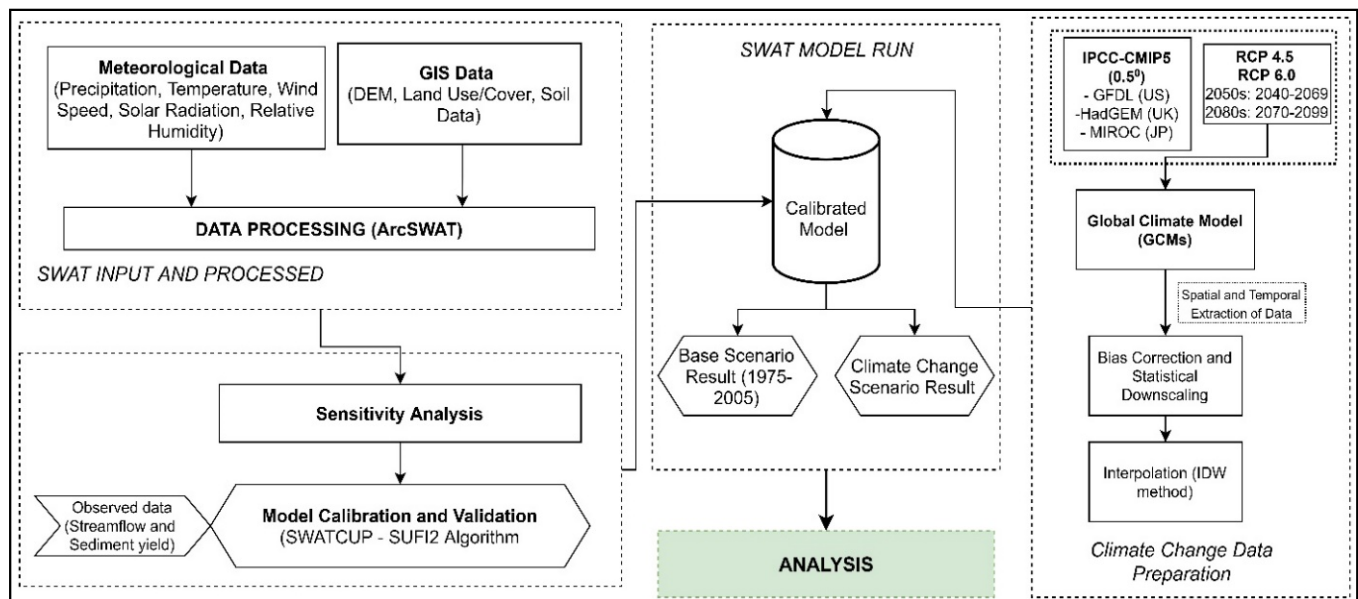 Meteorological Data
(Precipitation, Temperature, Wind
Speed, Solar Radiation, Relative
Humidity)
GIS Data
(DEM, Land Use/Cover, Soil
Data)
DATA PROCESSING (ArcSWAT)
SWAT INPUT AND PROCESSED
Sensitivity Analysis
Observed data
(Streamflow and
Sediment yield)
Model Calibration and Validation
(SWATCUP - SUFI2 Algorithm
SWAT MODEL RUN
Calibrated
Model
Base Scenario
Result (1975-
2005)
Climate Change
Scenario Result
ANALYSIS
IPCC-CMIP5
(0.5⁰)
- GFDL (US)
-HadGEM (UK)
- MIROC (JP)
RCP 4.5
RCP 6.0
2050s: 2040-2069
2080s: 2070-2099
Global Climate Model
(GCMs)
Spatial and Temporal
Extraction of Data
Bias Correction and
Statistical
Downscaling
Interpolation (IDW
method)
Climate Change Data
Preparation